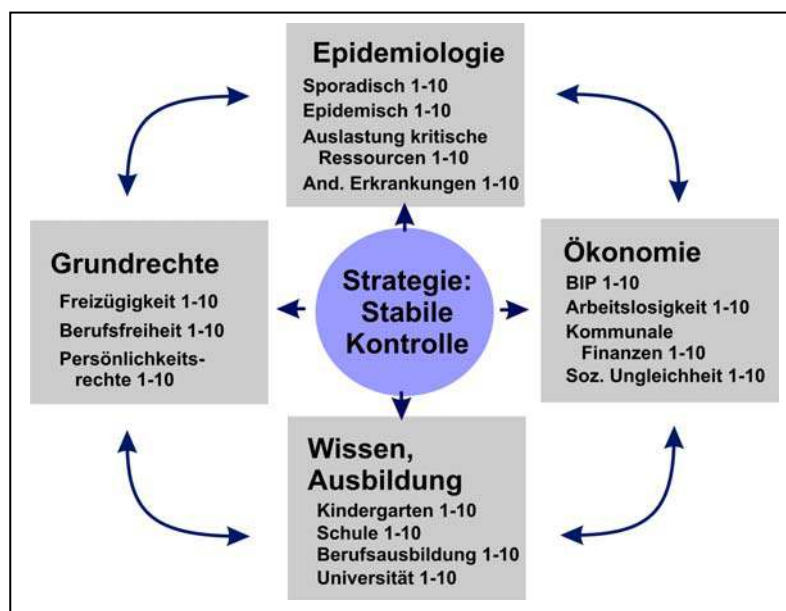 Epidemiologie
Sporadisch 1-10
Epidemisch 1-10
Auslastung kritische
Ressourcen 1-10
And. Erkrankungen 1-10
Grundrechte
Freizügigkeit 1-10
Berufsfreiheit 1-10
Persönlichkeits-
rechte 1-10
Strategie:
Stabile
Kontrolle
Ökonomie
BIP 1-10
Arbeitslosigkeit 1-10
Kommunale
Finanzen 1-10
Soz. Ungleichheit 1-10
Wissen,
Ausbildung
Kindergarten 1-10
Schule 1-10
Berufsausbildung 1-10
Universität 1-10